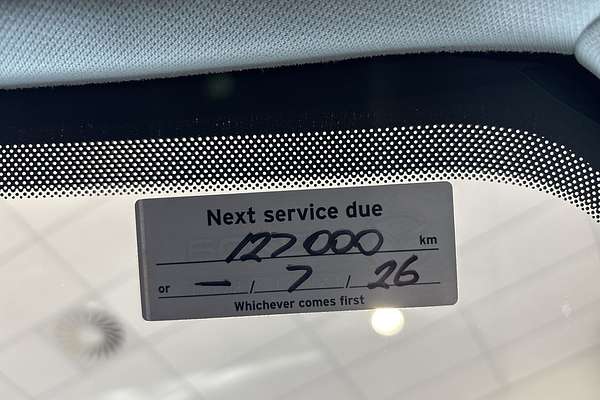 Next service due
127000 km
or - / 7 / 26
Whichever comes first